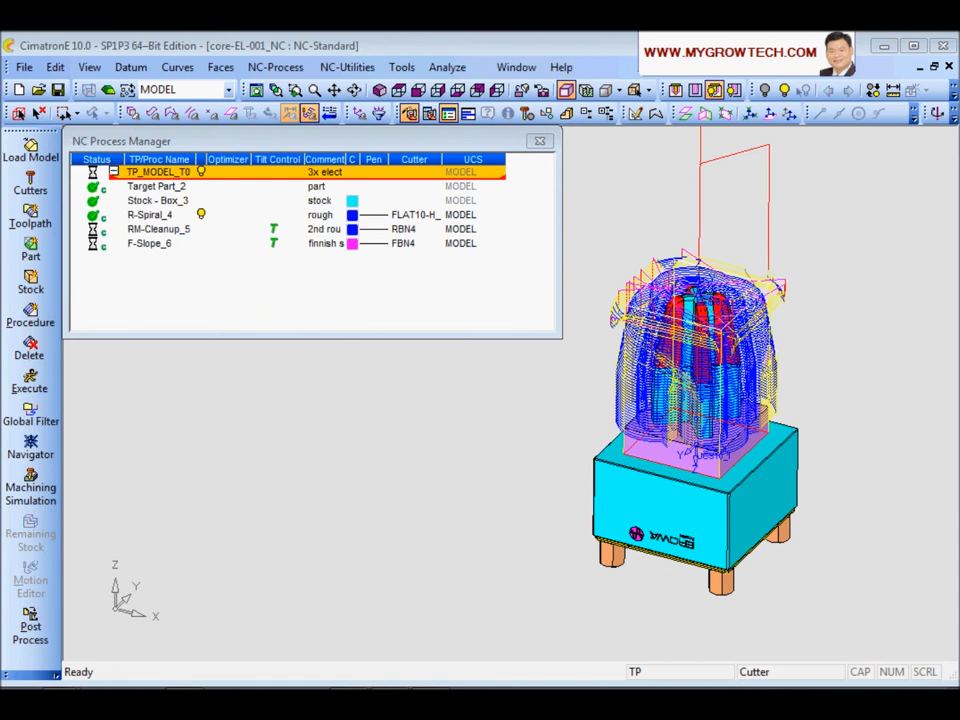 CimatronE 10.0 - SP1P3 64–Bit Edition - [core-EL-001_NC : NC-Standard]
WWW.MYGROWTECH.COM
File Edit View Datum Curves Faces NC-Process NC-Utilities Tools Analyze Window Help
MODEL
NC Process Manager
Status TP/Proc Name Optimizer Tilt Control Comment C Pen Cutter UCS
TP_MODEL_T0 3x elect MODEL
Target Part_2 part MODEL
Stock - Box_3 stock MODEL
R-Spiral_4 rough FLAT10-H_ MODEL
RM-Cleanup_5 T 2nd rou RBN4 MODEL
F-Slope_6 T finnish s FBN4 MODEL
Load Model
Cutters
Toolpath
Part
Stock
Procedure
Delete
Execute
Global Filter
Navigator
Machining
Simulation
Remaining
Stock
Motion
Editor
Post
Process
EROWA
Z
Y
X
Ready TP Cutter CAP NUM SCRL